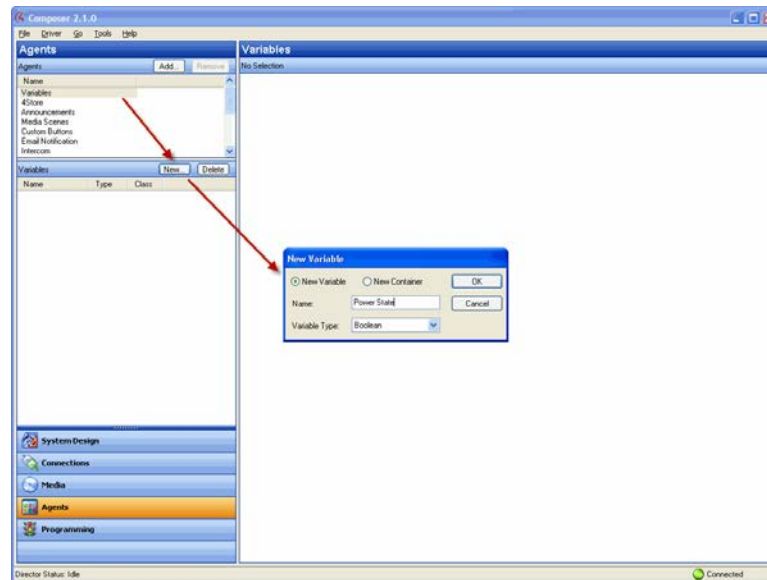 Composer 2.1.0
File Driver Go Tools Help
Agents
Agents Add... Remove
Name
Variables
4Store
Announcements
Media Scenes
Custom Buttons
Email Notification
Intercom
Variables New... Delete
Name Type Class
System Design
Connections
Media
Agents
Programming
Variables
No Selection
New Variable
New Variable New Container OK
Name: Power State Cancel
Variable Type: Boolean
Director Status: Idle Connected